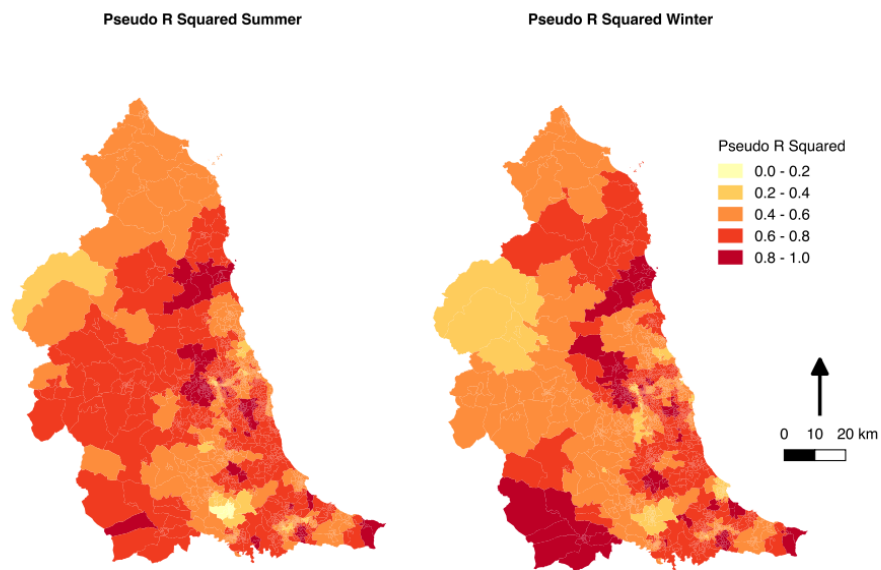 Pseudo R Squared Summer
Pseudo R Squared Winter
Pseudo R Squared
0.0 - 0.2
0.2 - 0.4
0.4 - 0.6
0.6 - 0.8
0.8 - 1.0
0 10 20 km